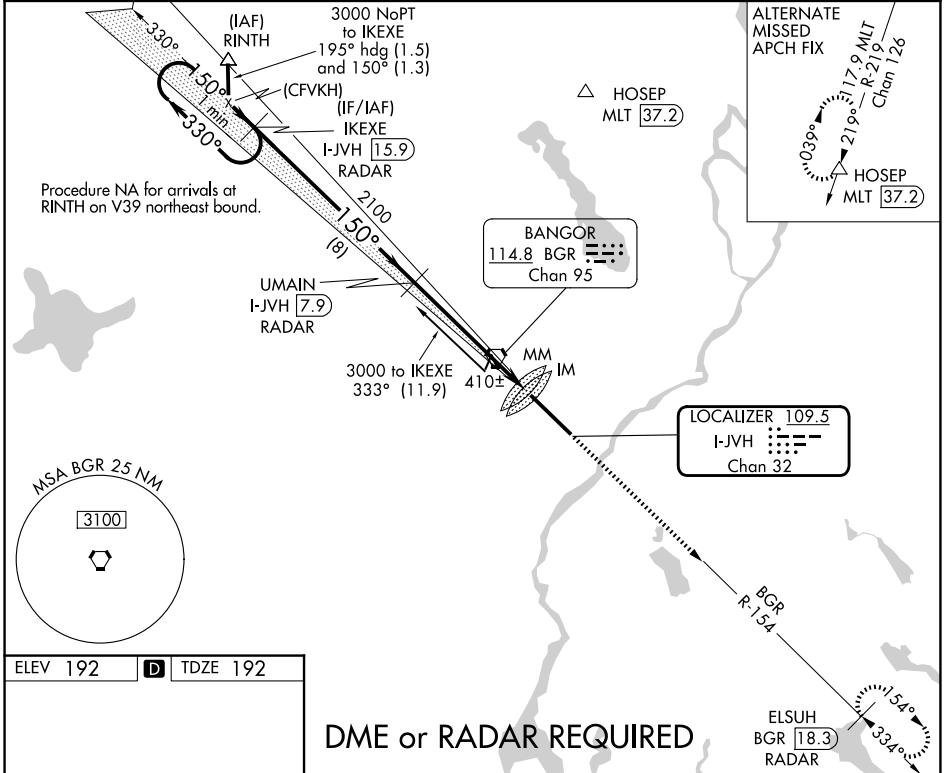 (IAF)
RINTH
3000 NoPT
to IKEXE
195° hdg (1.5)
and 150° (1.3)
330°
150°
1 min
330°
(CFVKH)
(IF/IAF)
IKEXE
I-JVH 15.9
RADAR
Procedure NA for arrivals at
RINTH on V39 northeast bound.
HOSEP
MLT 37.2
ALTERNATE
MISSED
APCH FIX
117.9 MLT
R-219
Chan 126
039°
219°
HOSEP
MLT 37.2
2100
150°
(8)
BANGOR
114.8 BGR
Chan 95
UMAIN
I-JVH 7.9
RADAR
3000 to IKEXE
333° (11.9)
410±
MM
IM
LOCALIZER 109.5
I-JVH
Chan 32
MSA BGR 25 NM
3100
BGR
R-154
ELEV 192 D TDZE 192
DME or RADAR REQUIRED
ELSUH
BGR 18.3
RADAR
154°
334°